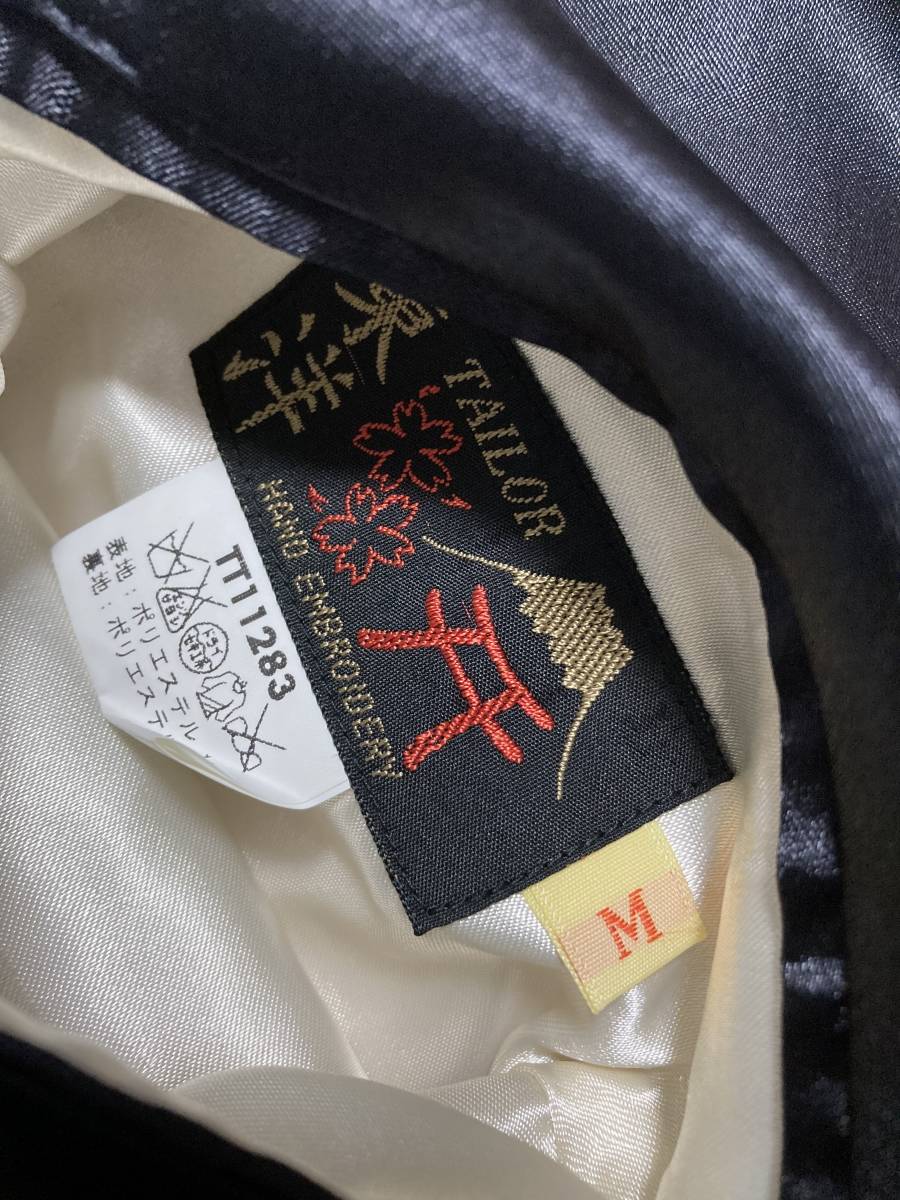 TAILOR
東洋
HAND EMBROIDERY
TT11283
表地:ポリエステル
裏地:ポリエステル
M